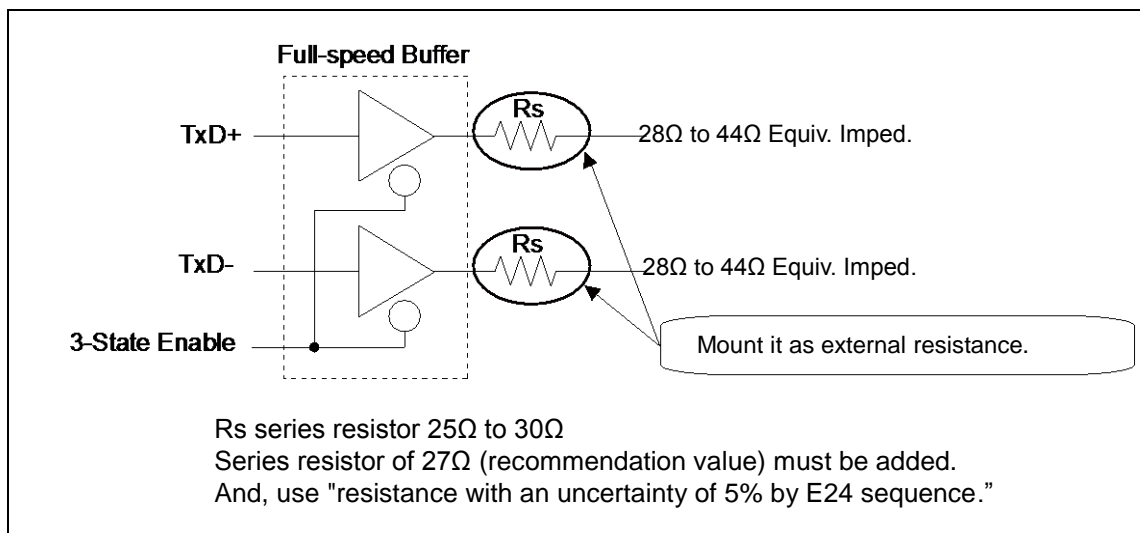 Full-speed Buffer
Rs
TxD+
28Ω to 44Ω Equiv. Imped.
Rs
TxD-
28Ω to 44Ω Equiv. Imped.
3-State Enable
Mount it as external resistance.
Rs series resistor 25Ω to 30Ω
Series resistor of 27Ω (recommendation value) must be added.
And, use "resistance with an uncertainty of 5% by E24 sequence.”